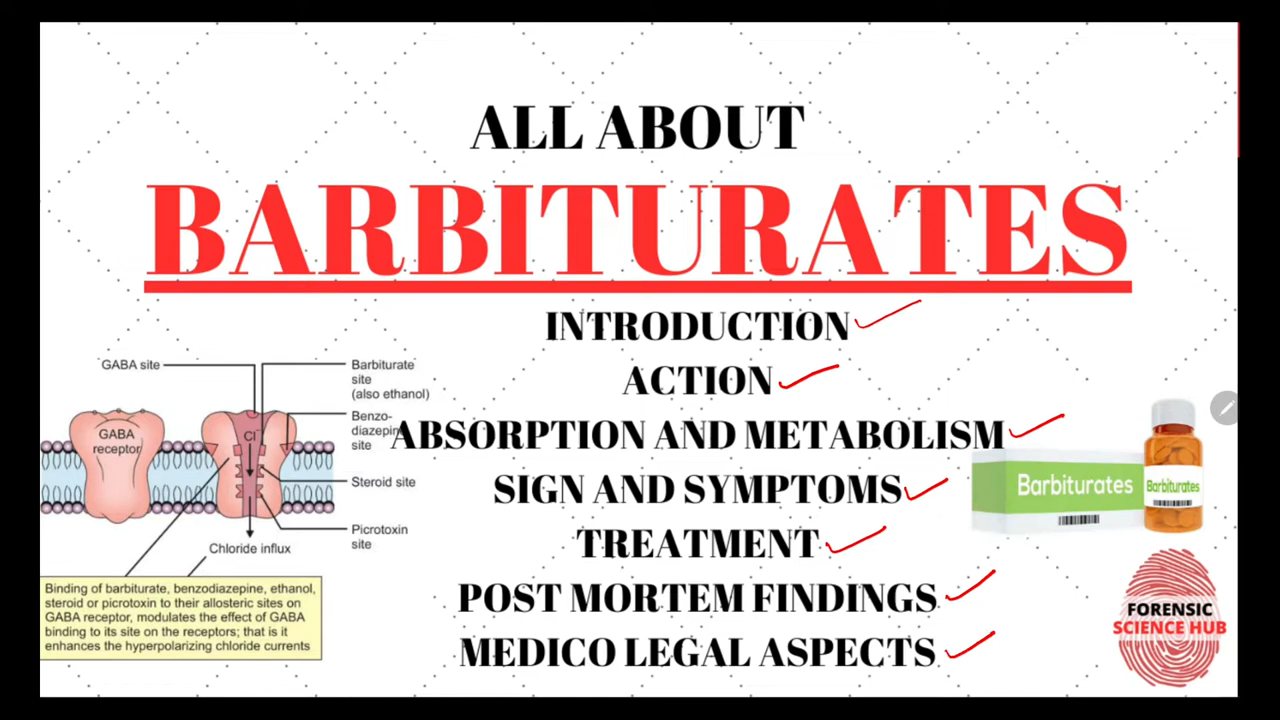 ALL ABOUT
BARBITURATES
INTRODUCTION
ACTION
ABSORPTION AND METABOLISM
SIGN AND SYMPTOMS
TREATMENT
POST MORTEM FINDINGS
MEDICO LEGAL ASPECTS
GABA site
Barbiturate
site
(also ethanol)
Benzo-
diazepine
site
GABA
receptor
Cl⁻
Steroid site
Picrotoxin
site
Chloride influx
Binding of barbiturate, benzodiazepine, ethanol,
steroid or picrotoxin to their allosteric sites on
GABA receptor, modulates the effect of GABA
binding to its site on the receptors; that is it
enhances the hyperpolarizing chloride currents
Barbiturates
Barbiturates
FORENSIC
SCIENCE HUB